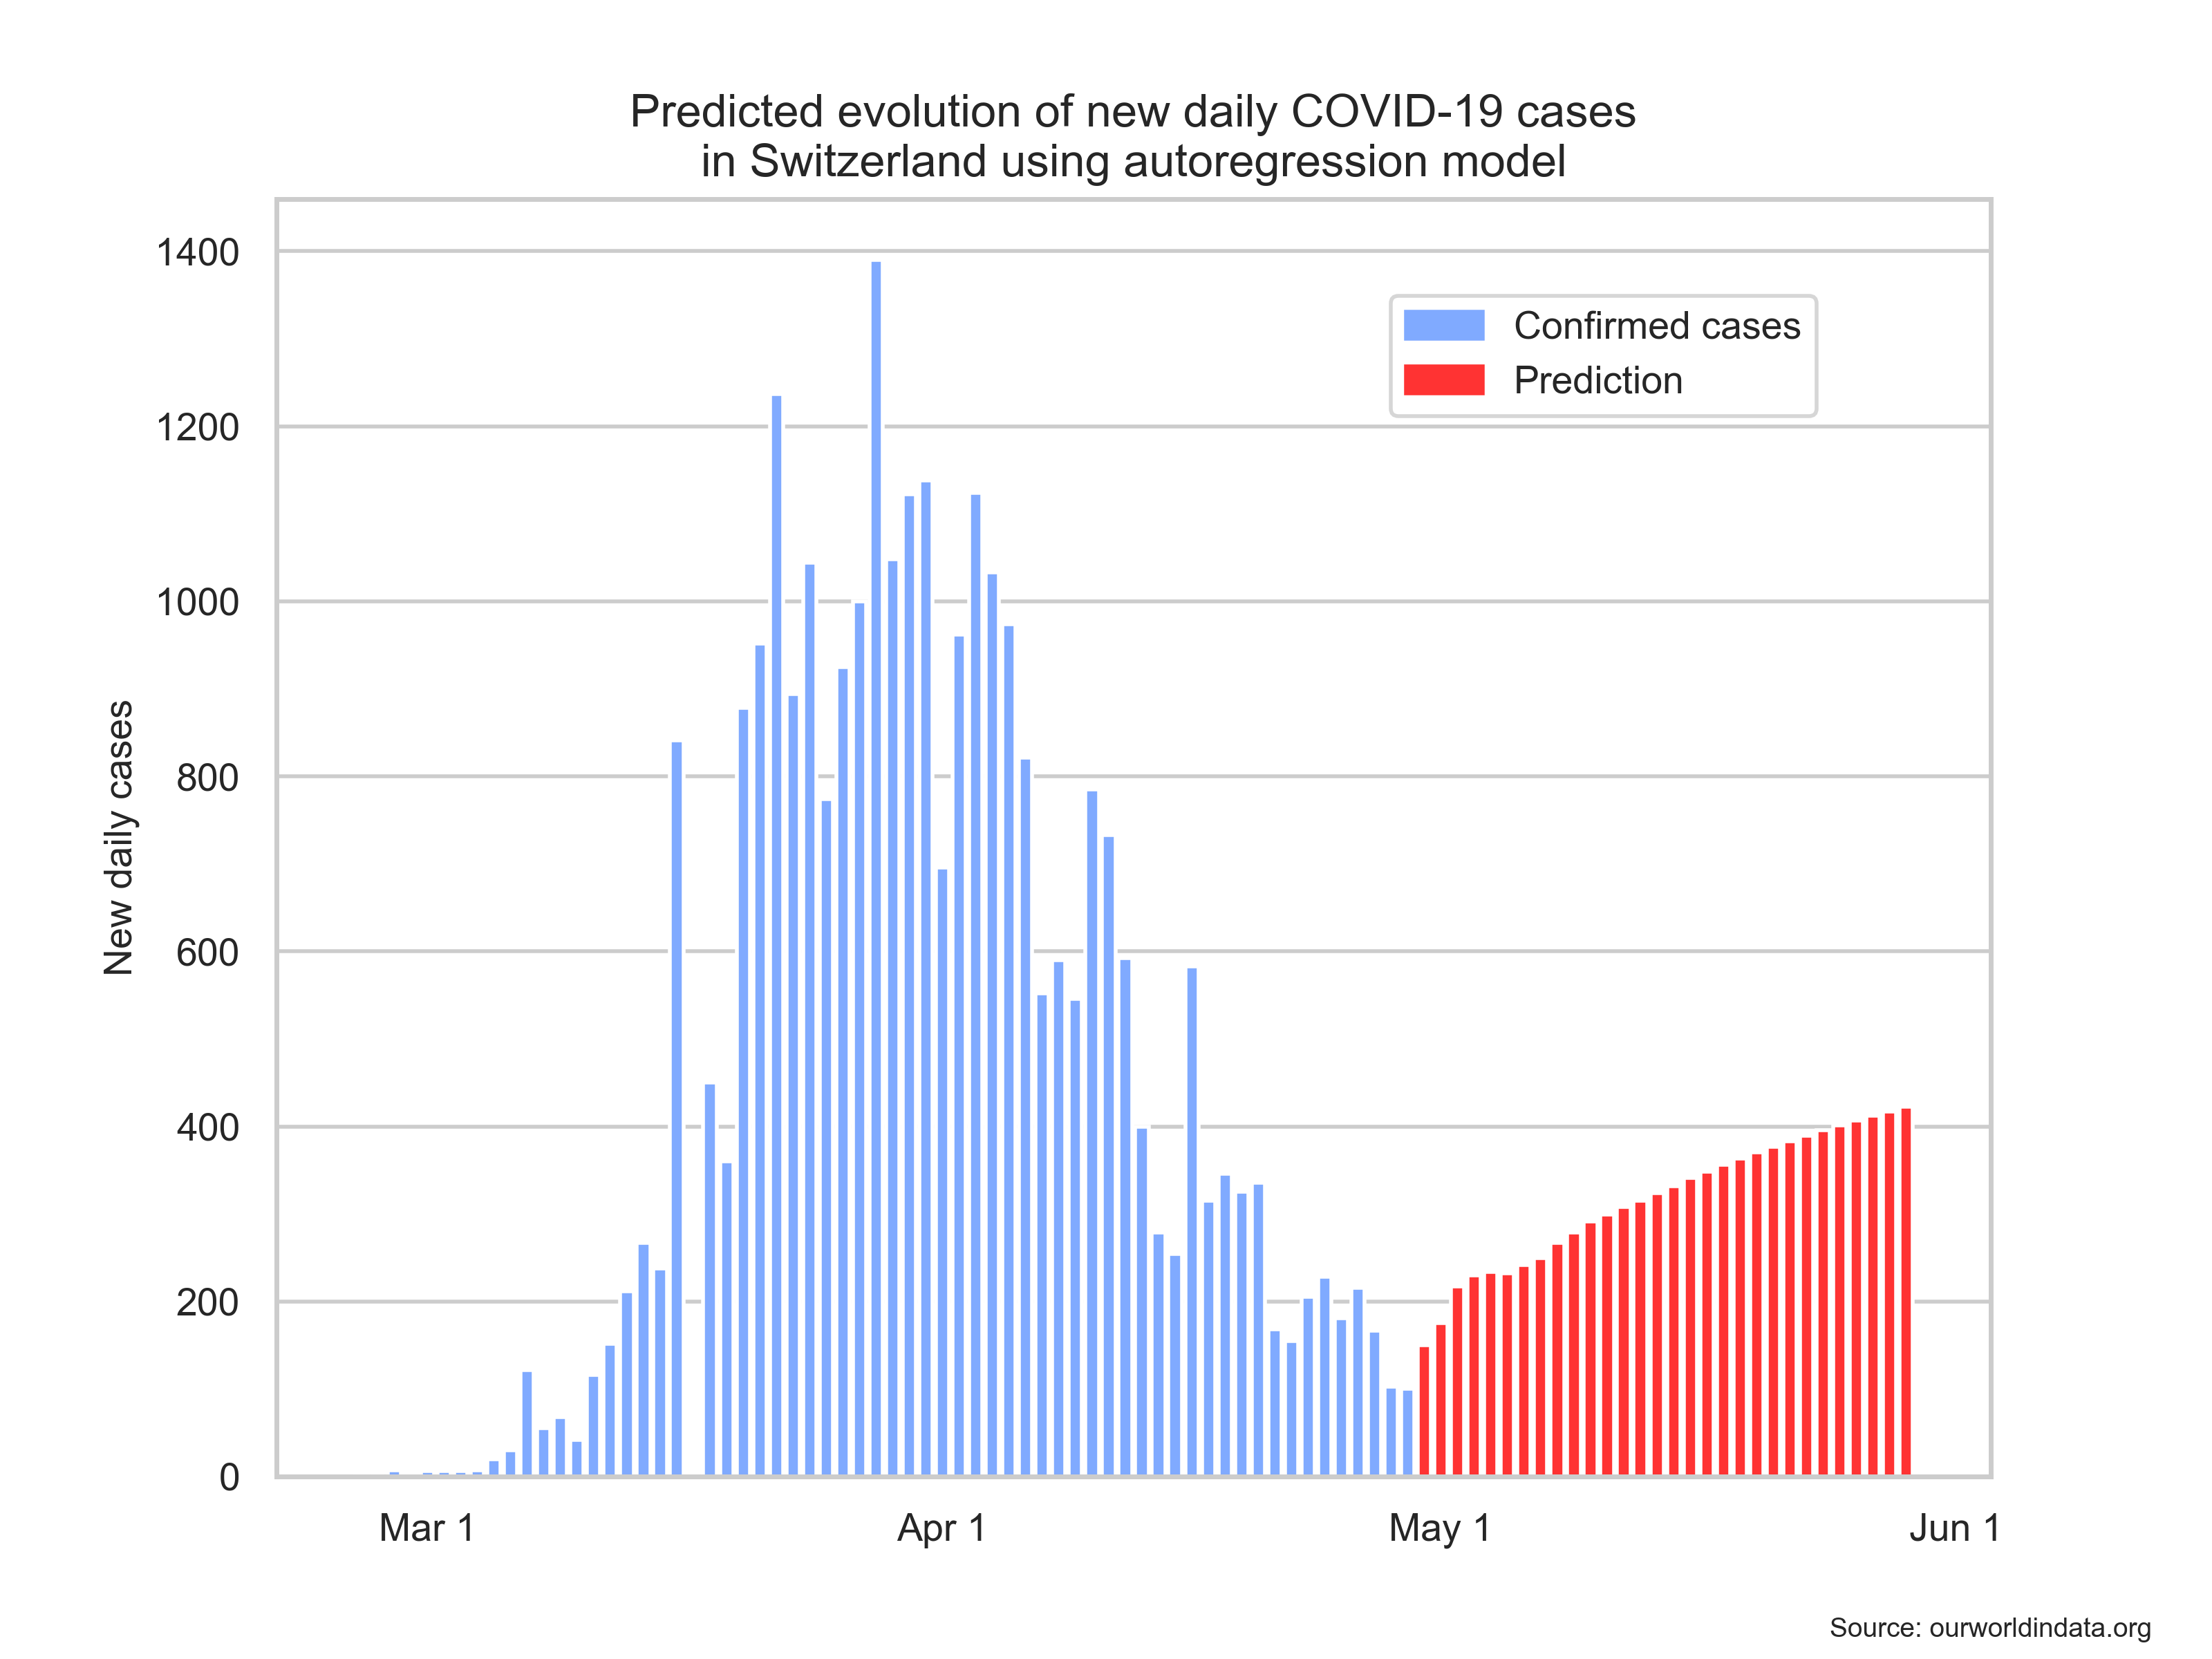 Predicted evolution of new daily COVID-19 cases
in Switzerland using autoregression model
1400
1200
1000
800
600
400
200
0
New daily cases
Confirmed cases
Prediction
Mar 1
Apr 1
May 1
Jun 1
Source: ourworldindata.org